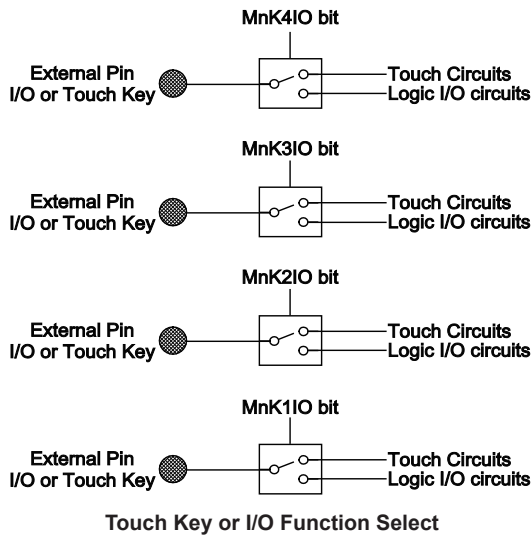 MnK4IO bit
External Pin
I/O or Touch Key
Touch Circuits
Logic I/O circuits
MnK3IO bit
External Pin
I/O or Touch Key
Touch Circuits
Logic I/O circuits
MnK2IO bit
External Pin
I/O or Touch Key
Touch Circuits
Logic I/O circuits
MnK1IO bit
External Pin
I/O or Touch Key
Touch Circuits
Logic I/O circuits
Touch Key or I/O Function Select